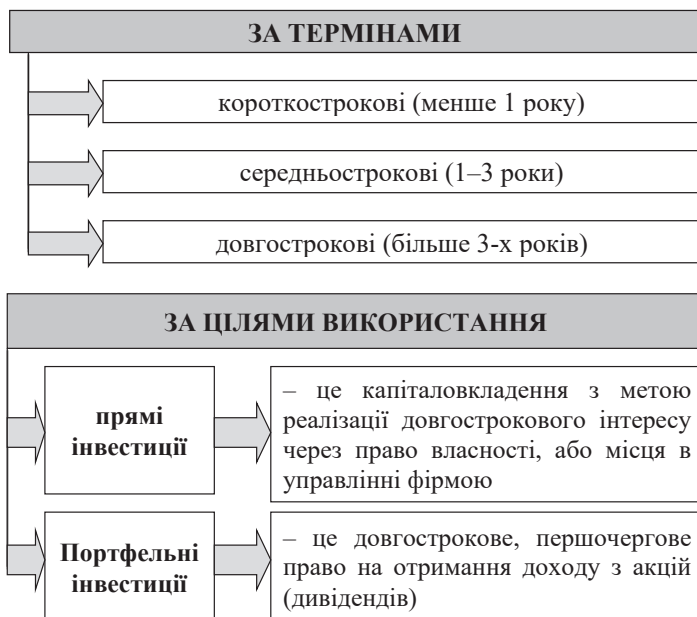 ЗА ТЕРМІНАМИ
короткострокові (менше 1 року)
середньострокові (1–3 роки)
довгострокові (більше 3-х років)
ЗА ЦІЛЯМИ ВИКОРИСТАННЯ
прямі
інвестиції
– це капіталовкладення з метою
реалізації довгострокового інтересу
через право власності, або місця в
управлінні фірмою
Портфельні
інвестиції
– це довгострокове, першочергове
право на отримання доходу з акцій
(дивідендів)